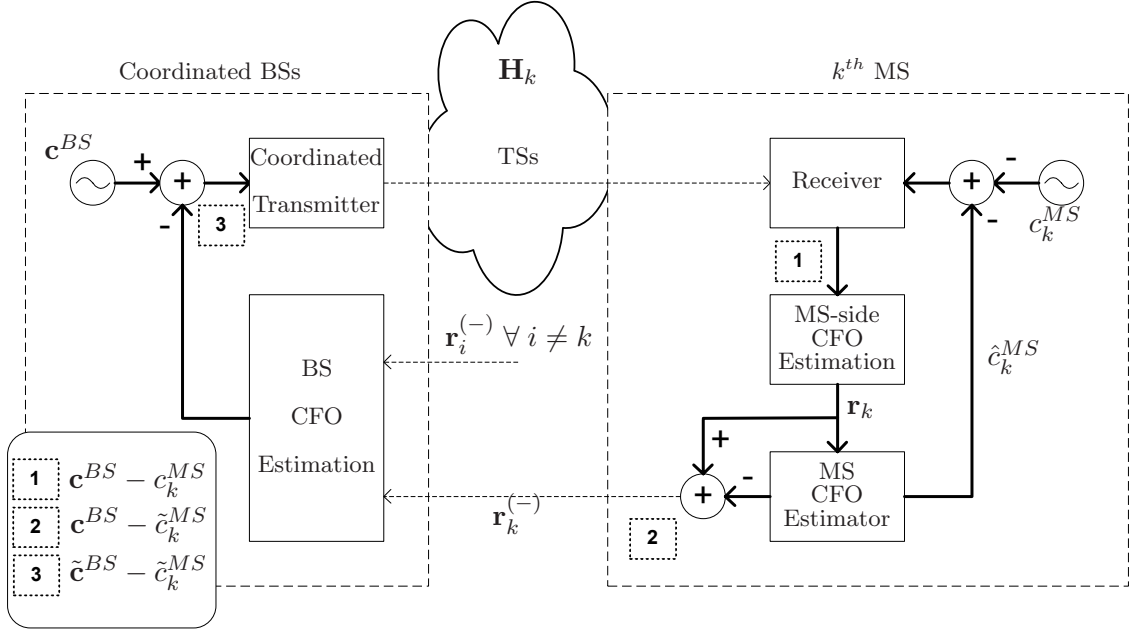 Coordinated BSs
H_k
k^{th} MS
c^{BS}
+
+
-
3
Coordinated
Transmitter
TSs
Receiver
-
+
-
c_k^{MS}
1
MS-side
CFO
Estimation
r_i^{(-)} ∀ i ≠ k
ĉ_k^{MS}
BS
CFO
Estimation
r_k
+
-
+
MS
CFO
Estimator
r_k^{(-)}
2
1 c^{BS} − c_k^{MS}
2 c^{BS} − c̃_k^{MS}
3 c̃^{BS} − c̃_k^{MS}